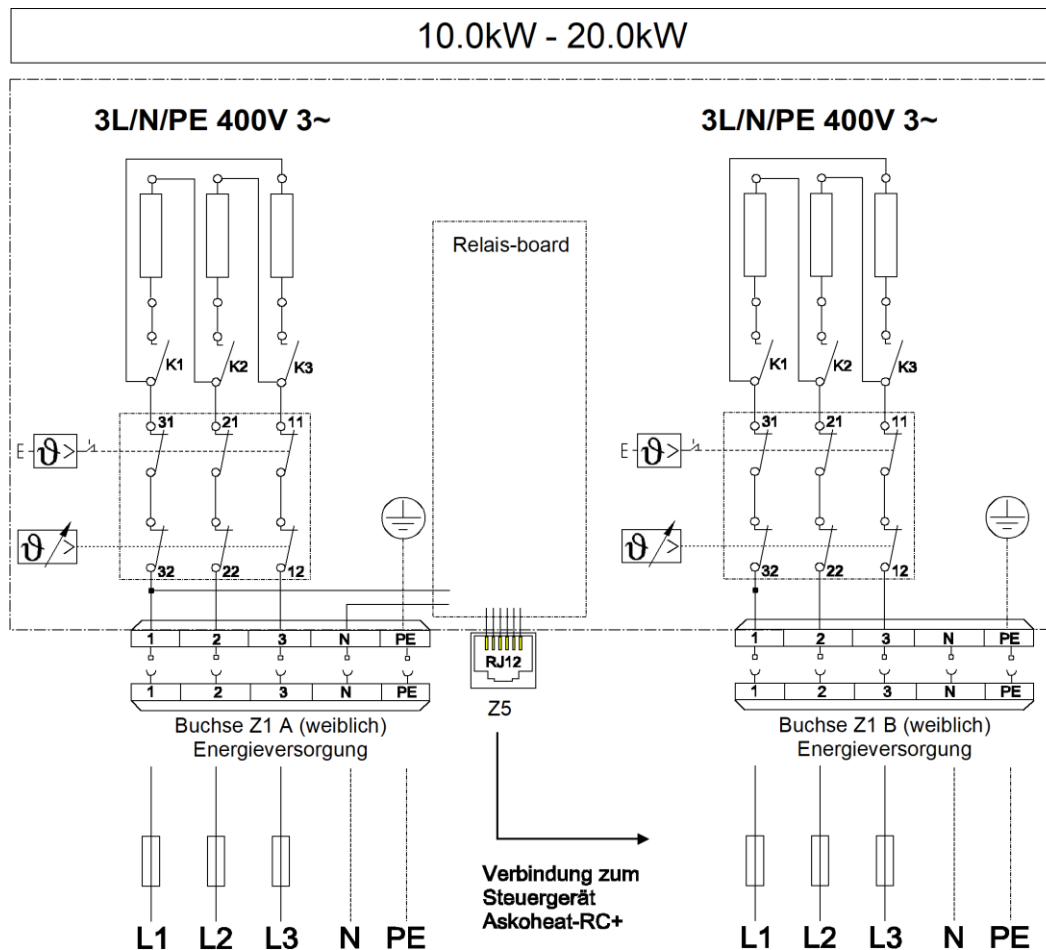 10.0kW - 20.0kW
3L/N/PE 400V 3~
3L/N/PE 400V 3~
Relais-board
K1 K2 K3
K1 K2 K3
31 21 11
31 21 11
E ϑ >
E ϑ >
ϑ >
ϑ >
32 22 12
32 22 12
1 2 3 N PE
1 2 3 N PE
RJ12
1 2 3 N PE
1 2 3 N PE
Z5
Buchse Z1 A (weiblich)
Energieversorgung
Buchse Z1 B (weiblich)
Energieversorgung
Verbindung zum
Steuergerät
Askoheat-RC+
L1 L2 L3 N PE
L1 L2 L3 N PE